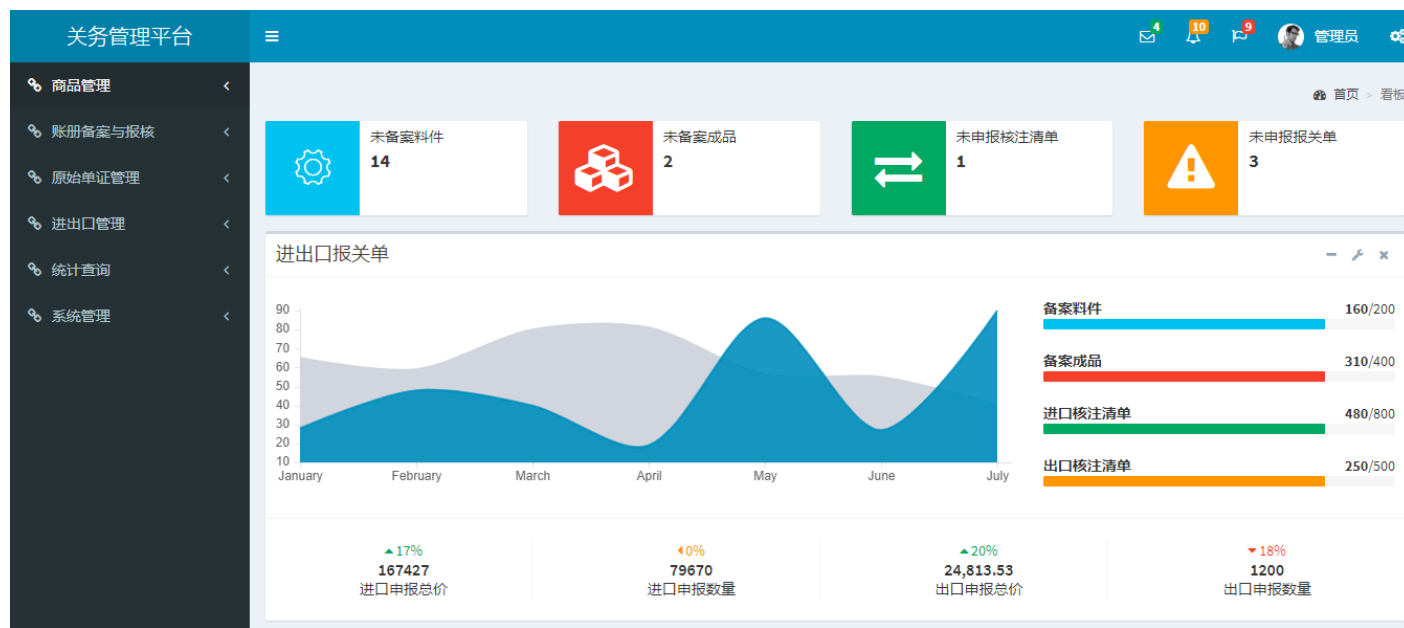 关务管理平台
4
10
9
管理员
商品管理
账册备案与报核
原始单证管理
进出口管理
统计查询
系统管理
首页 > 看板
未备案料件
14
未备案成品
2
未申报核注清单
1
未申报报关单
3
进出口报关单
90
80
70
60
50
40
30
20
10
January February March April May June July
备案料件 160/200
备案成品 310/400
进口核注清单 480/800
出口核注清单 250/500
17%
167427
进口申报总价
0%
79670
进口申报数量
20%
24,813.53
出口申报总价
18%
1200
出口申报数量